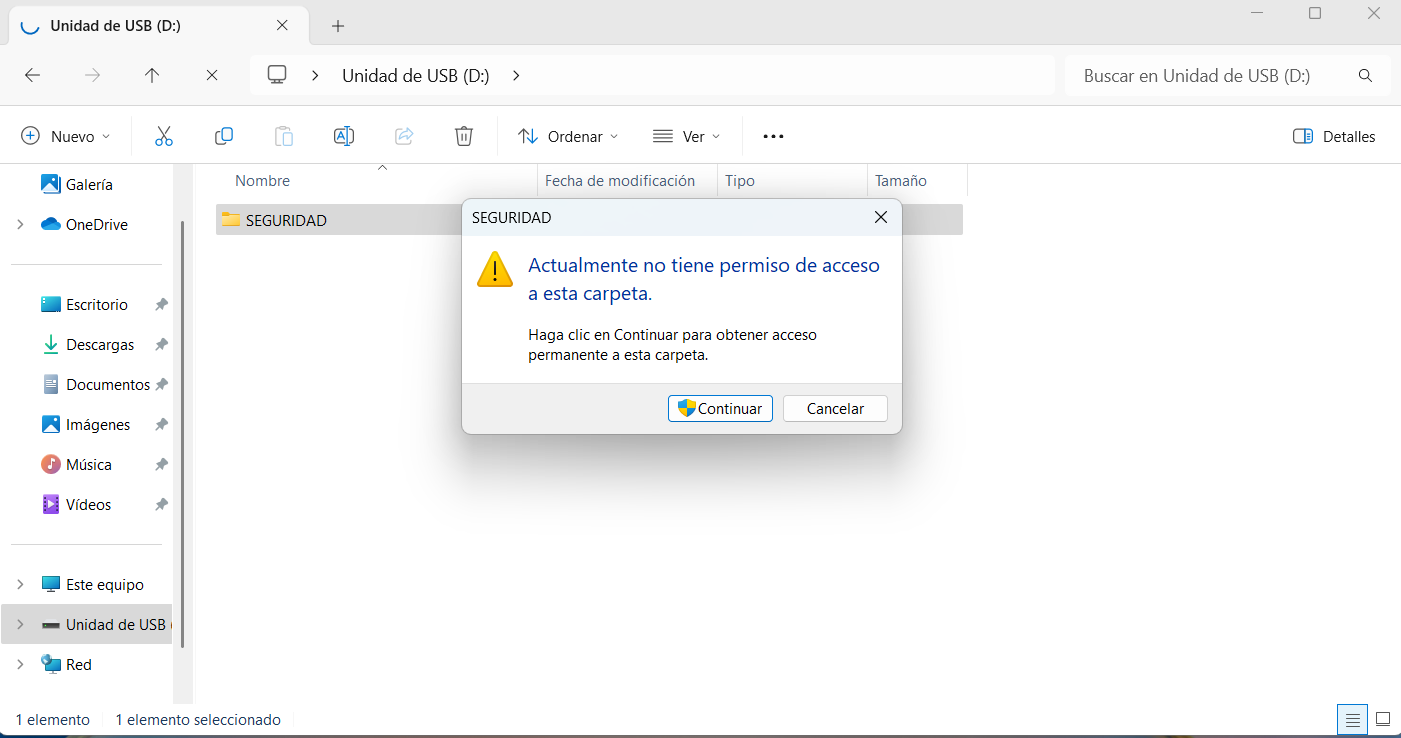 Unidad de USB (D:)
Unidad de USB (D:)
Buscar en Unidad de USB (D:)
Nuevo
Ordenar
Ver
Detalles
Galería
OneDrive
Escritorio
Descargas
Documentos
Imágenes
Música
Vídeos
Este equipo
Unidad de USB (
Red
Nombre
Fecha de modificación
Tipo
Tamaño
SEGURIDAD
SEGURIDAD
Actualmente no tiene permiso de acceso
a esta carpeta.
Haga clic en Continuar para obtener acceso
permanente a esta carpeta.
Continuar
Cancelar
1 elemento
1 elemento seleccionado